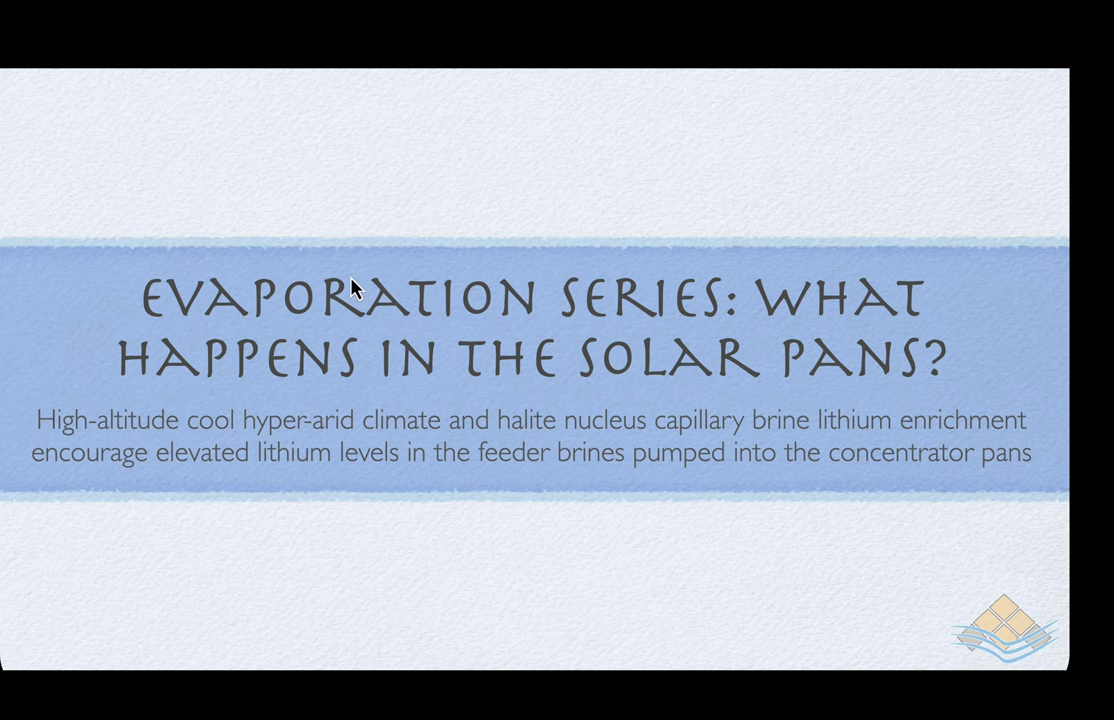 EVAPORATION SERIES: WHAT
HAPPENS IN THE SOLAR PANS?
High-altitude cool hyper-arid climate and halite nucleus capillary brine lithium enrichment
encourage elevated lithium levels in the feeder brines pumped into the concentrator pans